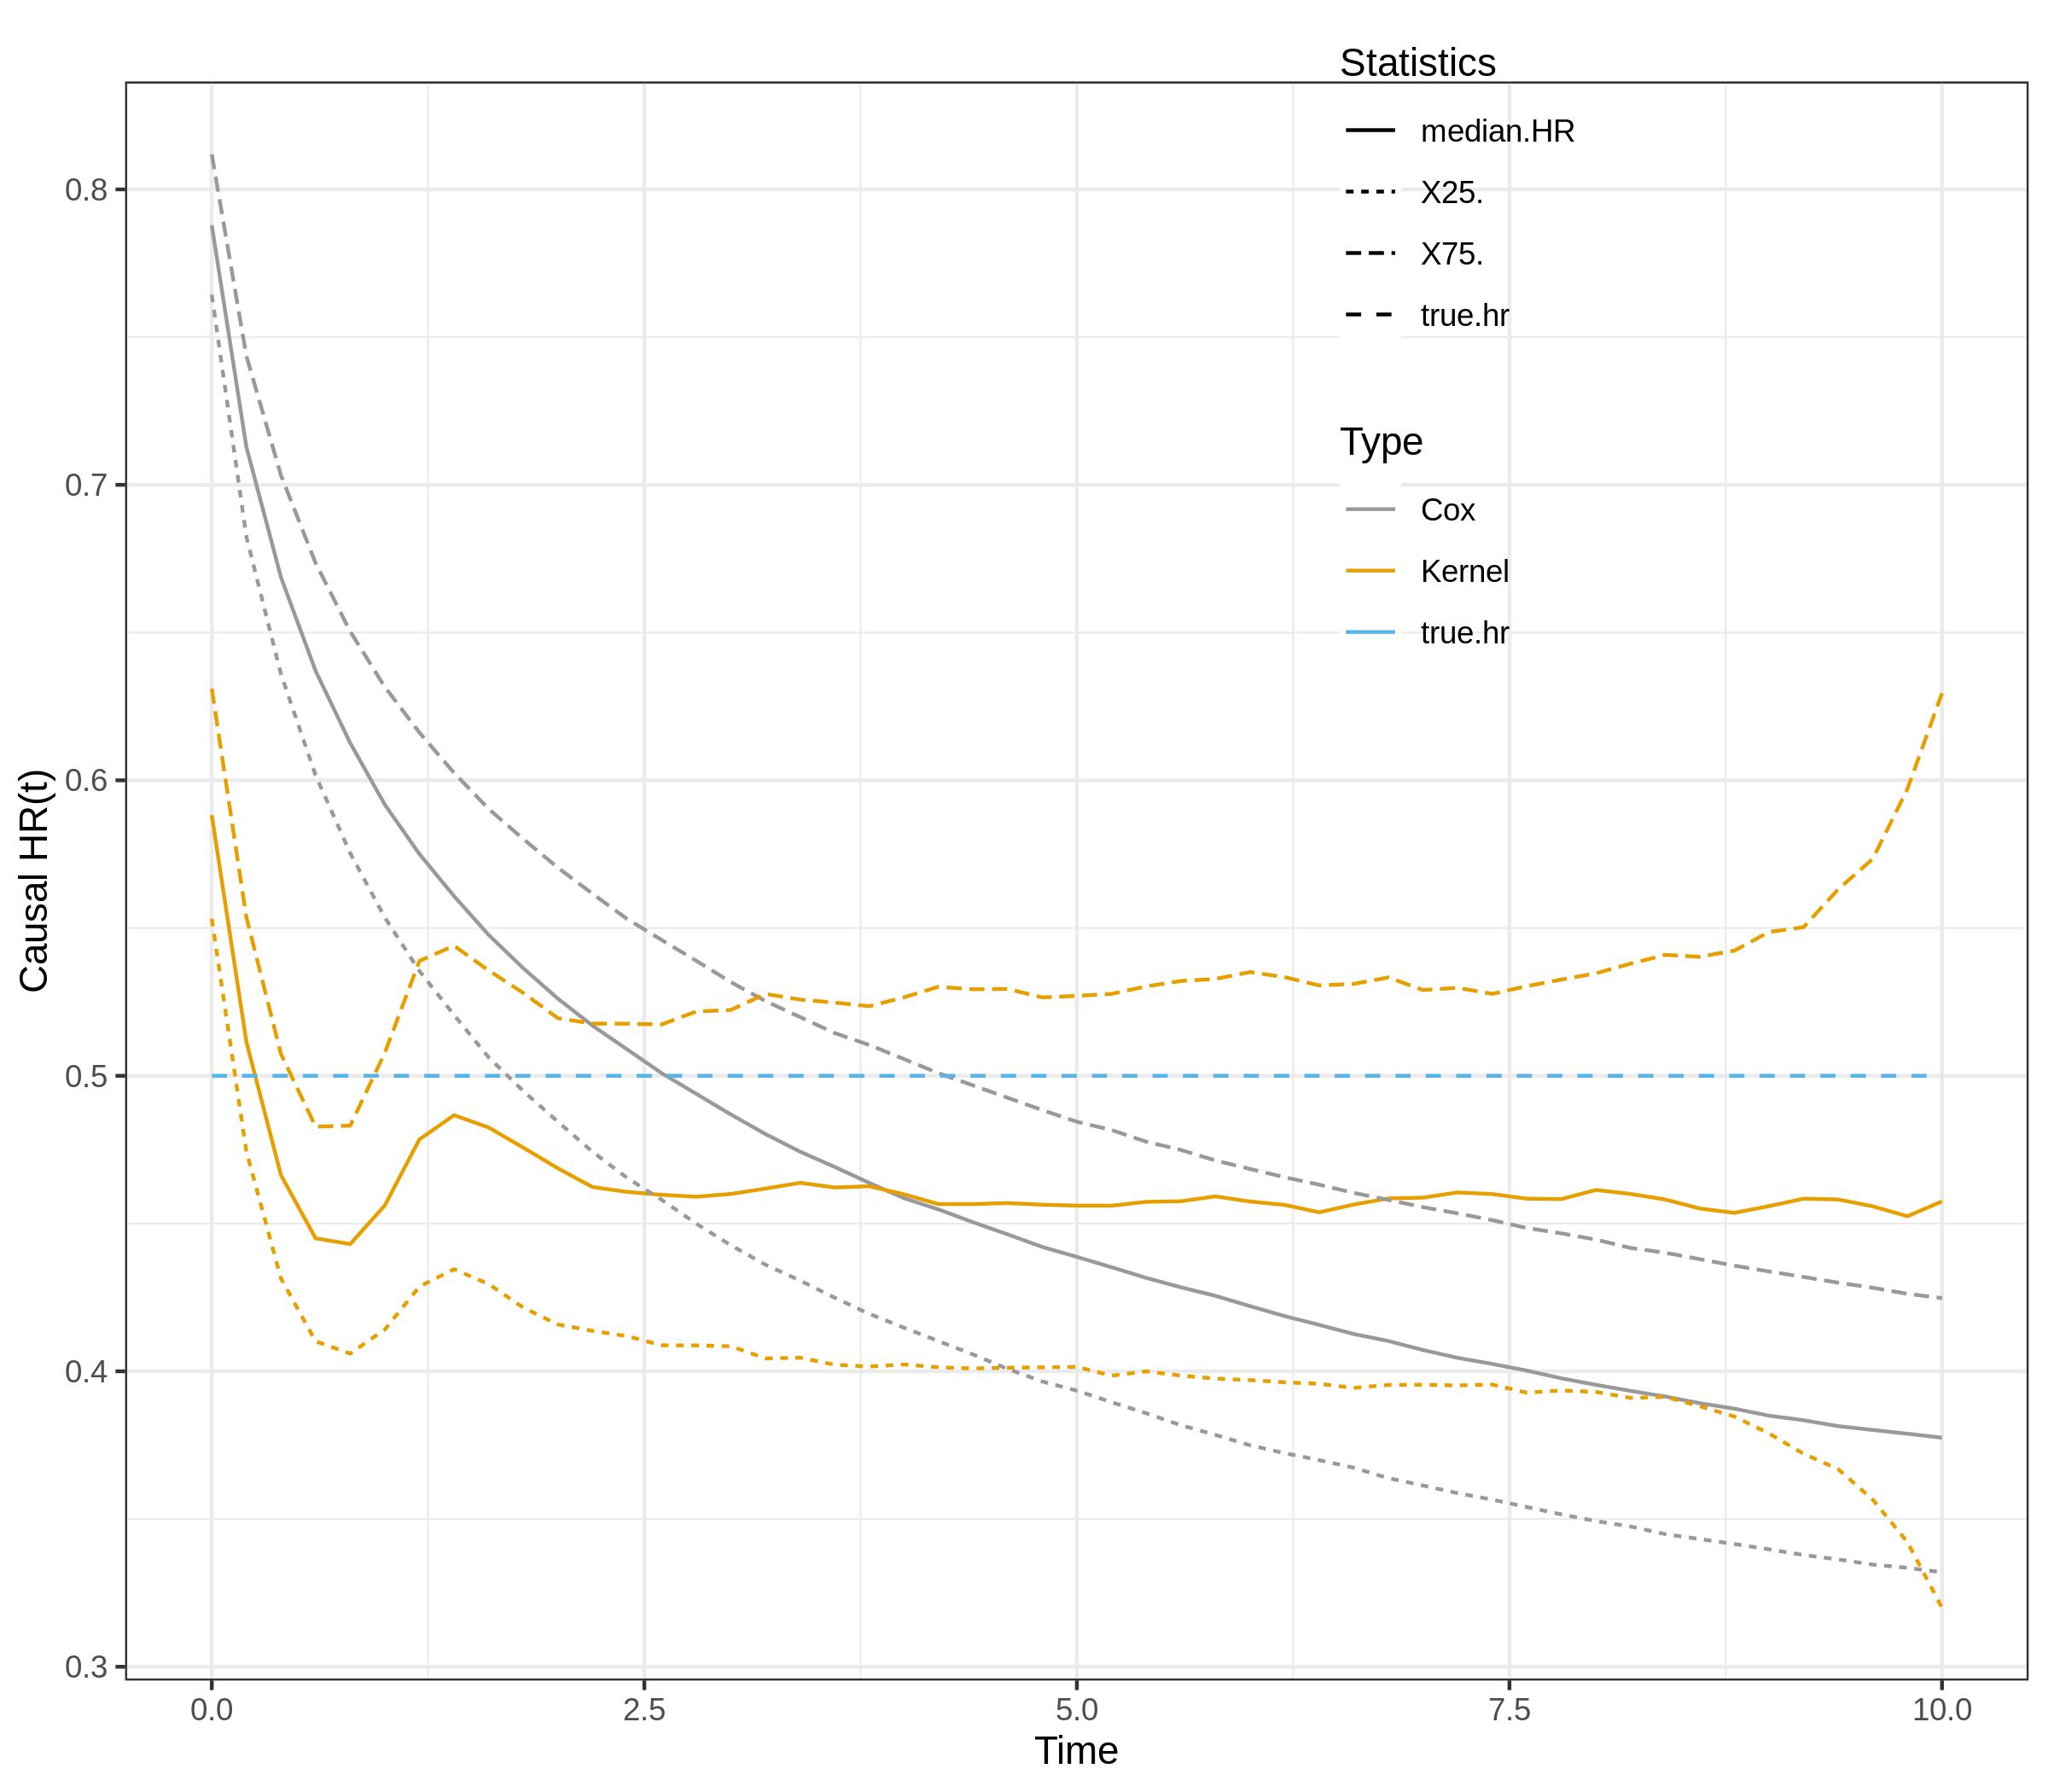 Statistics
median.HR
X25.
X75.
true.hr
Type
Cox
Kernel
true.hr
Causal HR(t)
0.8
0.7
0.6
0.5
0.4
0.3
0.0 2.5 5.0 7.5 10.0
Time